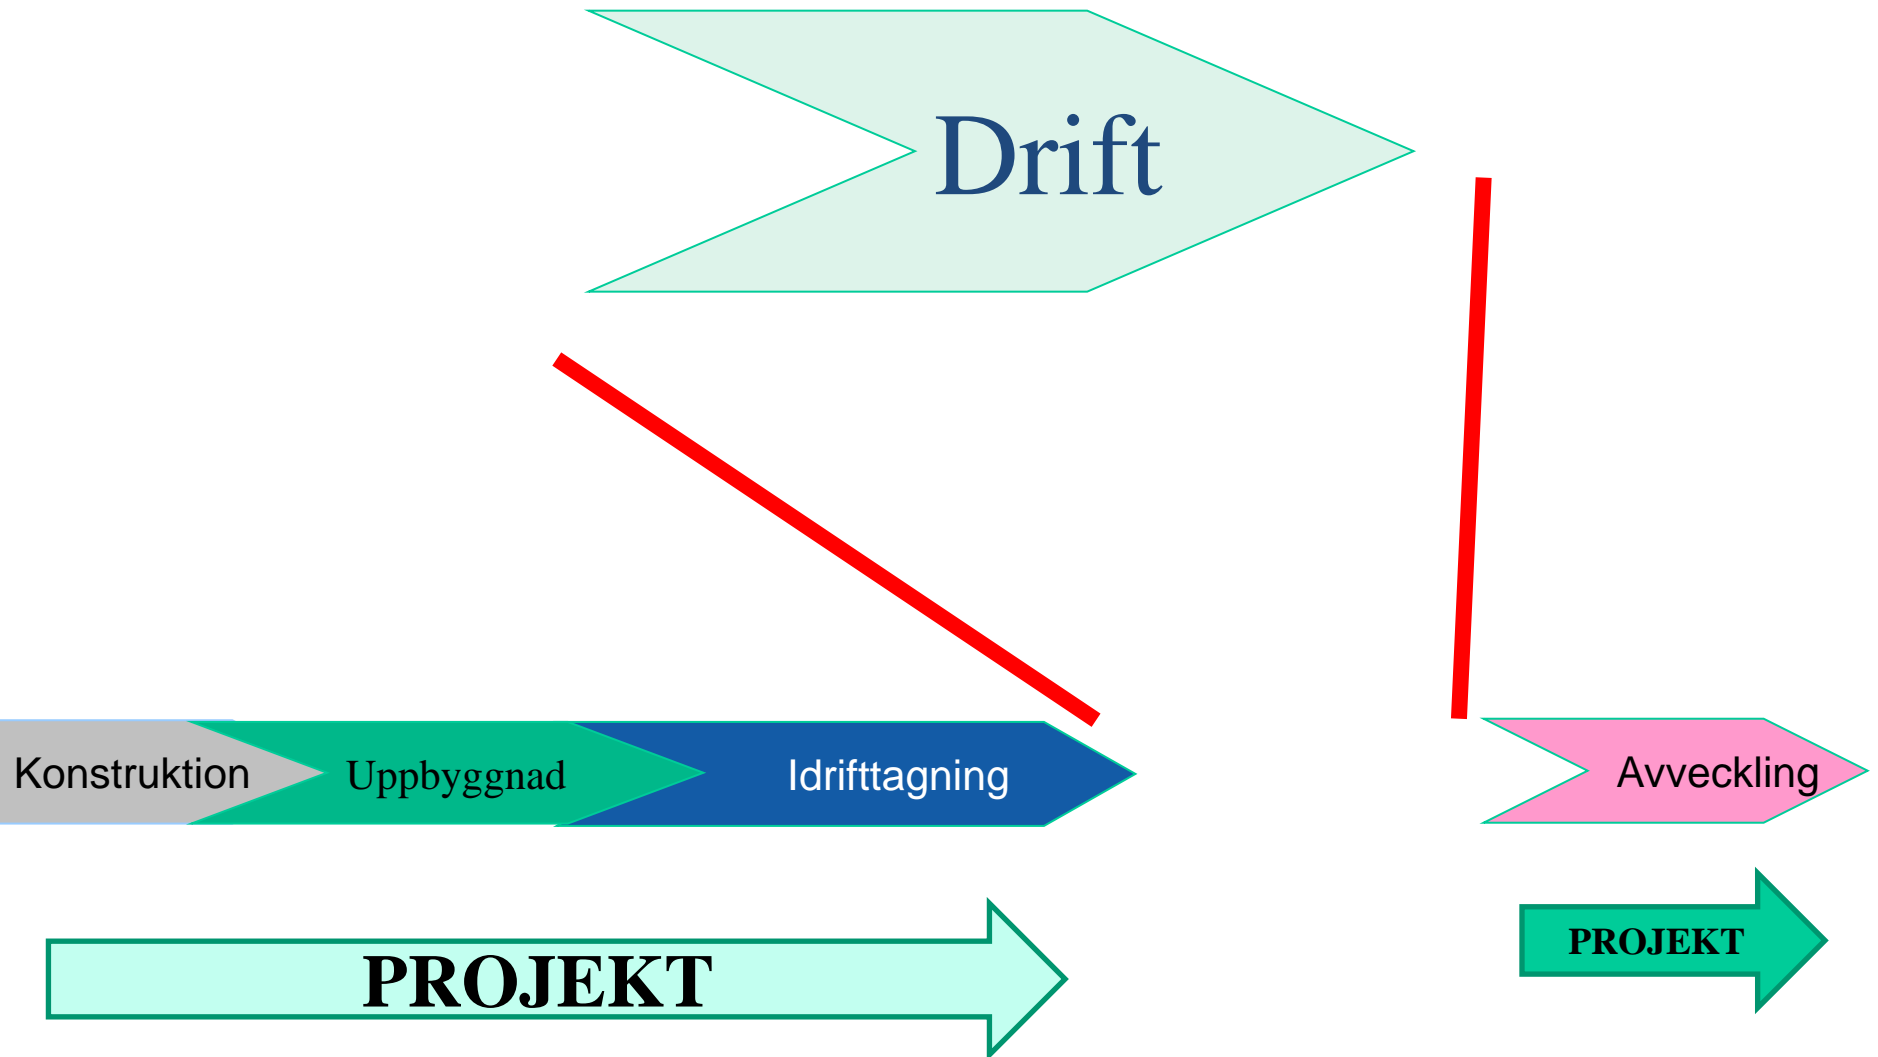 Drift
Konstruktion
Uppbyggnad
Idrifttagning
Avveckling
PROJEKT
PROJEKT